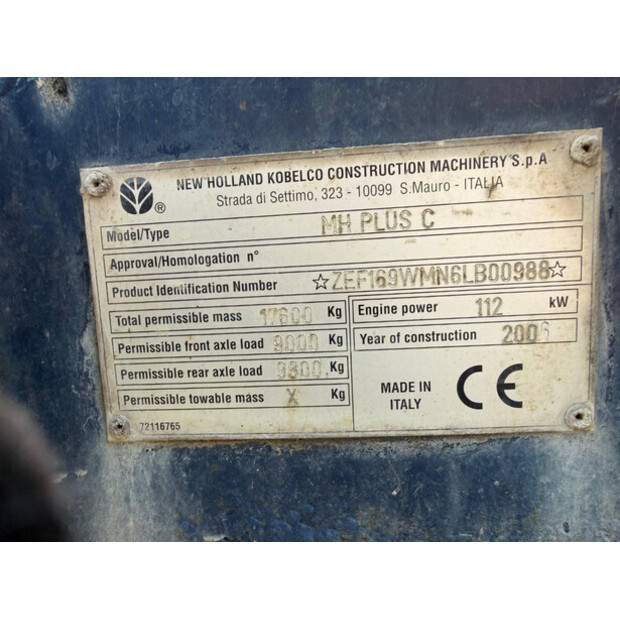 NEW HOLLAND KOBELCO CONSTRUCTION MACHINERY S.p.A
Strada di Settimo, 323 - 10099 S.Mauro - ITALIA
®
Model/Type MH PLUS C
Approval/Homologation n°
Product Identification Number ☆ZEF169WMN6LB00988☆
Total permissible mass 17600 Kg
Engine power 112 kW
Permissible front axle load 9000 Kg
Year of construction 2006
Permissible rear axle load 9300 Kg
Permissible towable mass X Kg
MADE IN
ITALY
CE
72116765